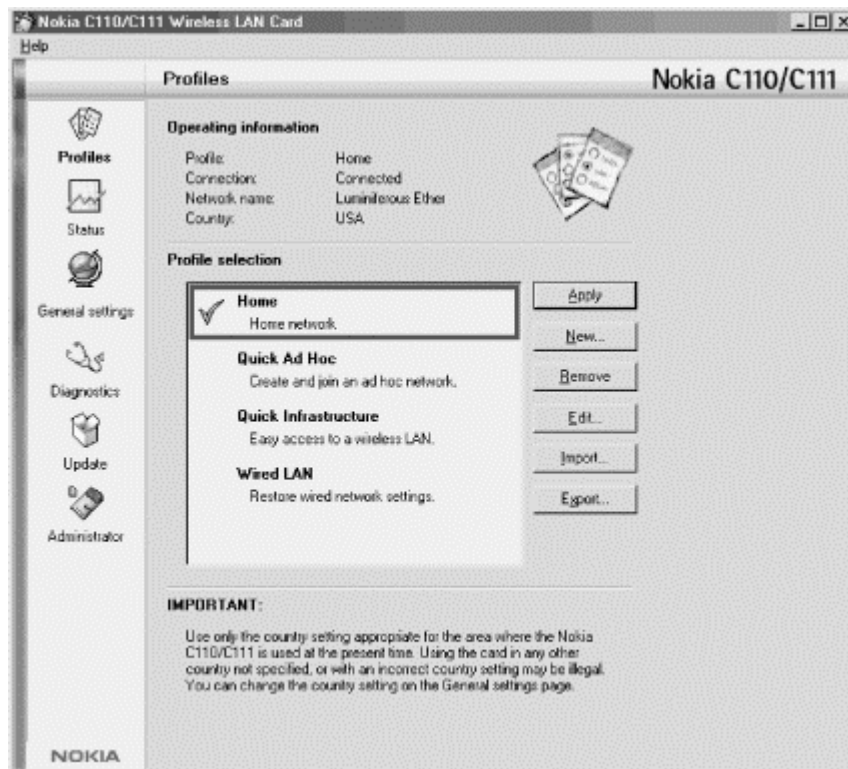 Nokia C110/C111 Wireless LAN Card
Help
Profiles
Nokia C110/C111
Profiles
Status
General settings
Diagnostics
Update
Administrator
NOKIA
Operating information
Profile: Home
Connection: Connected
Network name: Luminiferous Ether
Country: USA
Profile selection
Home
Home network
Quick Ad Hoc
Create and join an ad hoc network.
Quick Infrastructure
Easy access to a wireless LAN.
Wired LAN
Restore wired network settings.
Apply
New...
Remove
Edit...
Import...
Export...
IMPORTANT:
Use only the country setting appropriate for the area where the Nokia
C110/C111 is used at the present time. Using the card in any other
country not specified, or with an incorrect country setting may be illegal.
You can change the country setting on the General settings page.